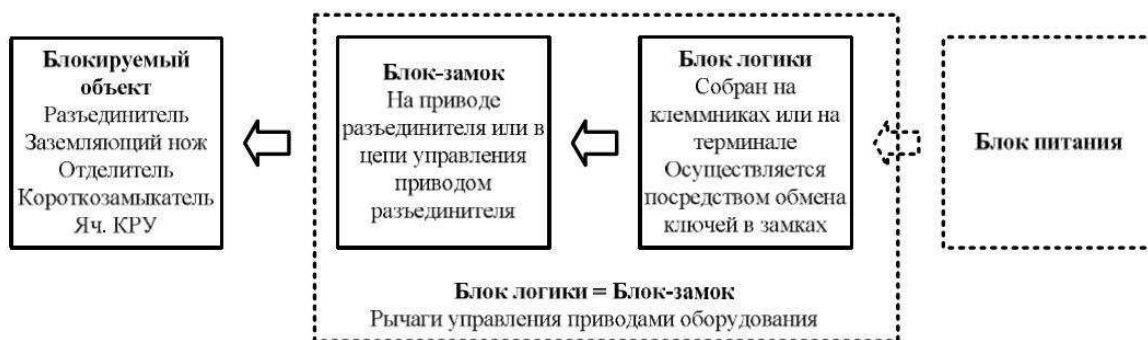 Блокируемый
объект
Разъединитель
Заземляющий нож
Отделитель
Короткозамыкатель
Яч. КРУ
Блок-замок
На приводе
разъединителя или в
цепи управления
приводом
разъединителя
Блок логики
Собран на
клеммниках или на
терминале
Осуществляется
посредством обмена
ключей в замках
Блок питания
Блок логики = Блок-замок
Рычаги управления приводами оборудования